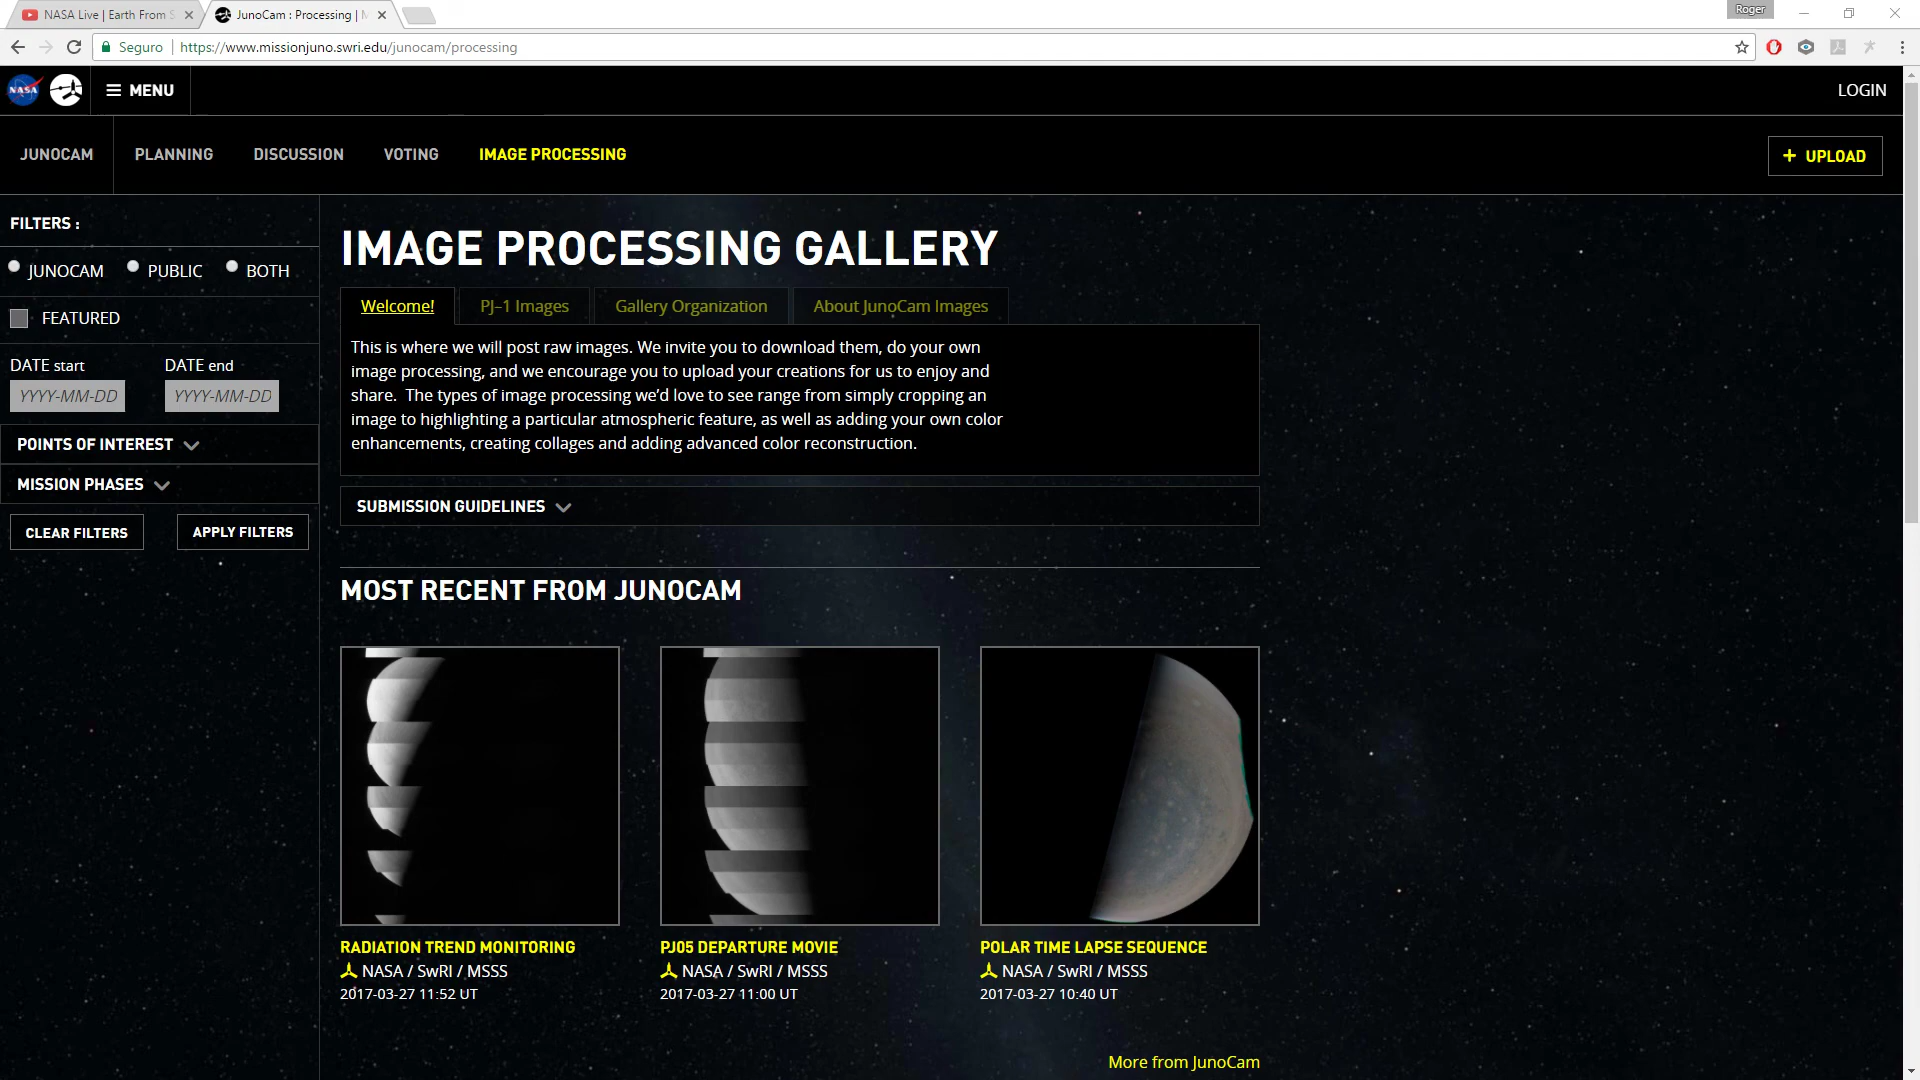 NASA Live | Earth From S
JunoCam : Processing | M
Roger
Seguro
https://www.missionjuno.swri.edu/junocam/processing
NASA
MENU
LOGIN
JUNOCAM
PLANNING
DISCUSSION
VOTING
IMAGE PROCESSING
+ UPLOAD
FILTERS :
JUNOCAM
PUBLIC
BOTH
FEATURED
DATE start
DATE end
YYYY-MM-DD
YYYY-MM-DD
POINTS OF INTEREST
MISSION PHASES
CLEAR FILTERS
APPLY FILTERS
IMAGE PROCESSING GALLERY
Welcome!
PJ-1 Images
Gallery Organization
About JunoCam Images
This is where we will post raw images. We invite you to download them, do your own
image processing, and we encourage you to upload your creations for us to enjoy and
share.  The types of image processing we’d love to see range from simply cropping an
image to highlighting a particular atmospheric feature, as well as adding your own color
enhancements, creating collages and adding advanced color reconstruction.
SUBMISSION GUIDELINES
MOST RECENT FROM JUNOCAM
RADIATION TREND MONITORING
NASA / SwRI / MSSS
2017-03-27 11:52 UT
PJ05 DEPARTURE MOVIE
NASA / SwRI / MSSS
2017-03-27 11:00 UT
POLAR TIME LAPSE SEQUENCE
NASA / SwRI / MSSS
2017-03-27 10:40 UT
More from JunoCam